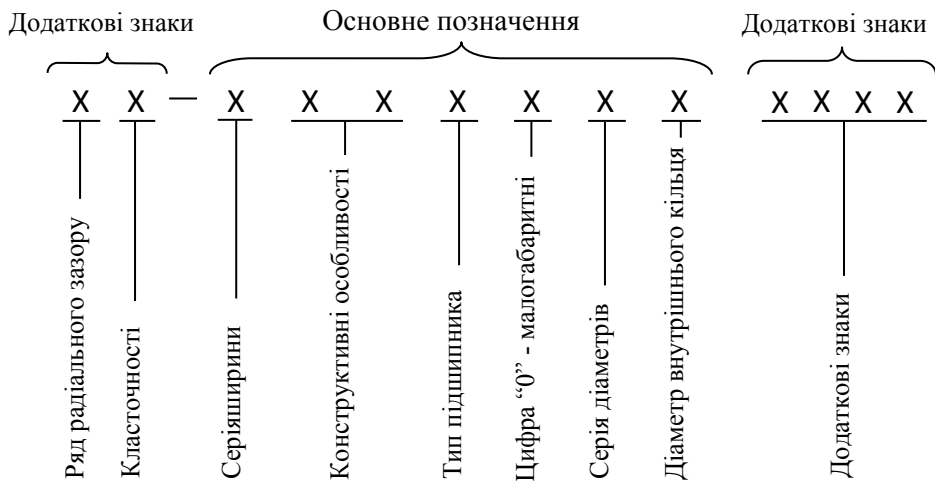 Додаткові знаки
Основне позначення
Додаткові знаки
X X — X X X X X X X X X X X
Ряд радіального зазору
Класточності
Серіяширини
Конструктивні особливості
Тип підшипника
Цифра “0” - малогабаритні
Серія діаметрів
Діаметр внутрішнього кільця
Додаткові знаки